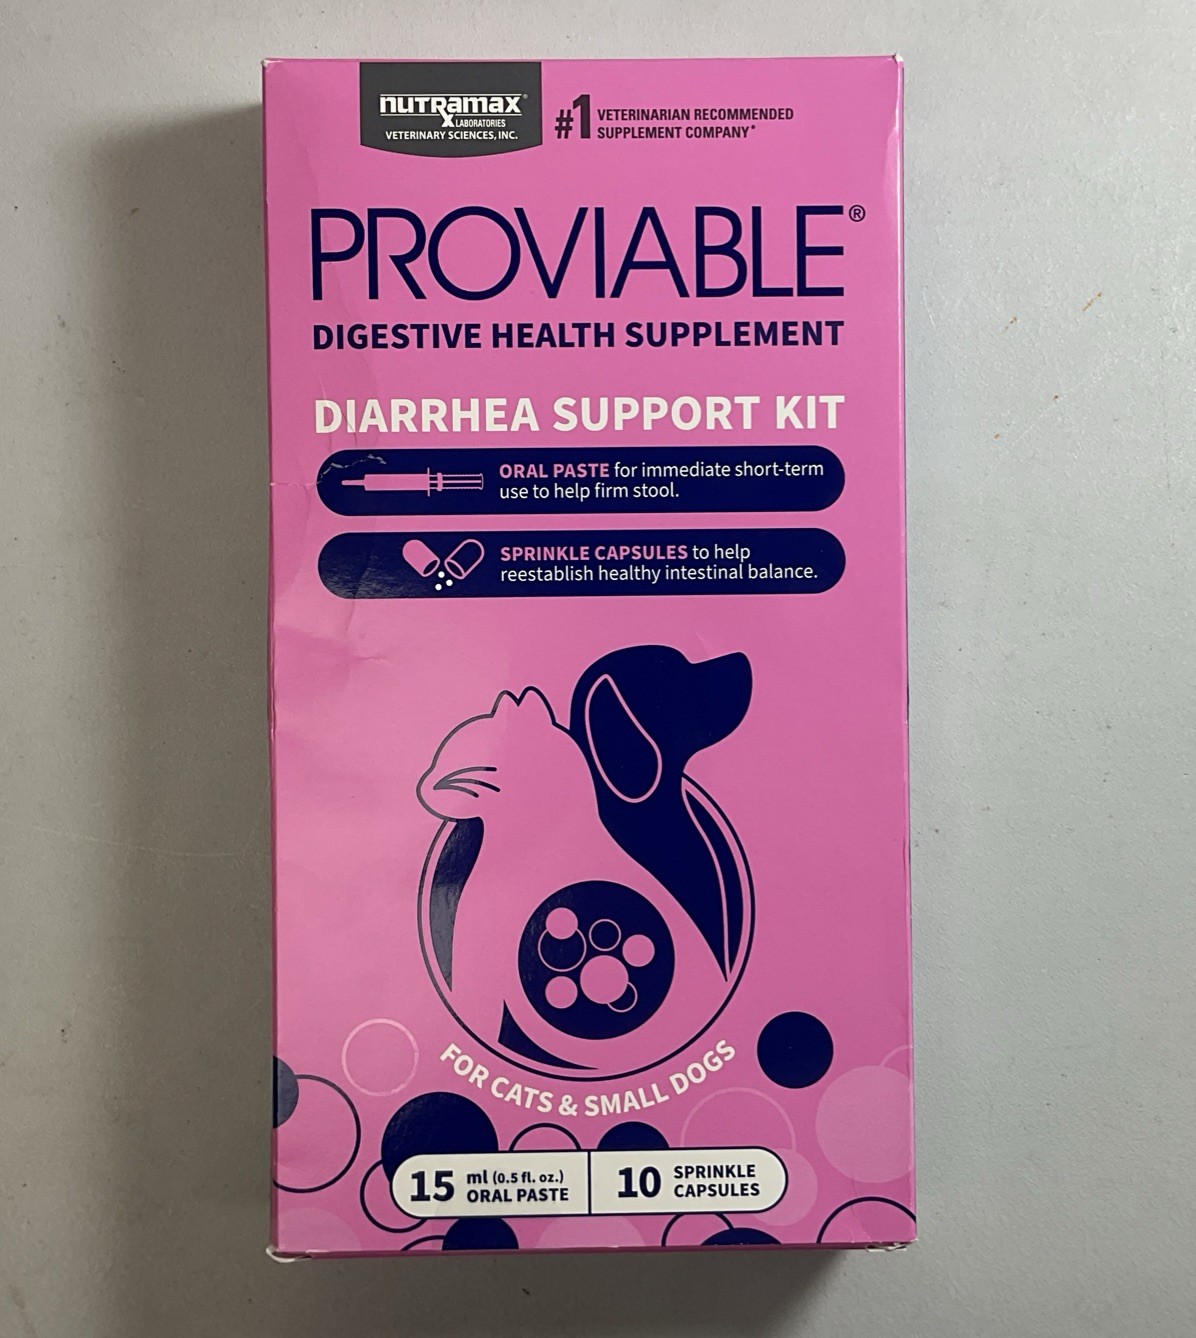 nutramax®
LABORATORIES
VETERINARY SCIENCES, INC.
#1 VETERINARIAN RECOMMENDED
SUPPLEMENT COMPANY*
PROVIABLE®
DIGESTIVE HEALTH SUPPLEMENT
DIARRHEA SUPPORT KIT
ORAL PASTE for immediate short-term
use to help firm stool.
SPRINKLE CAPSULES to help
reestablish healthy intestinal balance.
FOR CATS & SMALL DOGS
15 ml (0.5 fl. oz.)
ORAL PASTE
10 SPRINKLE
CAPSULES